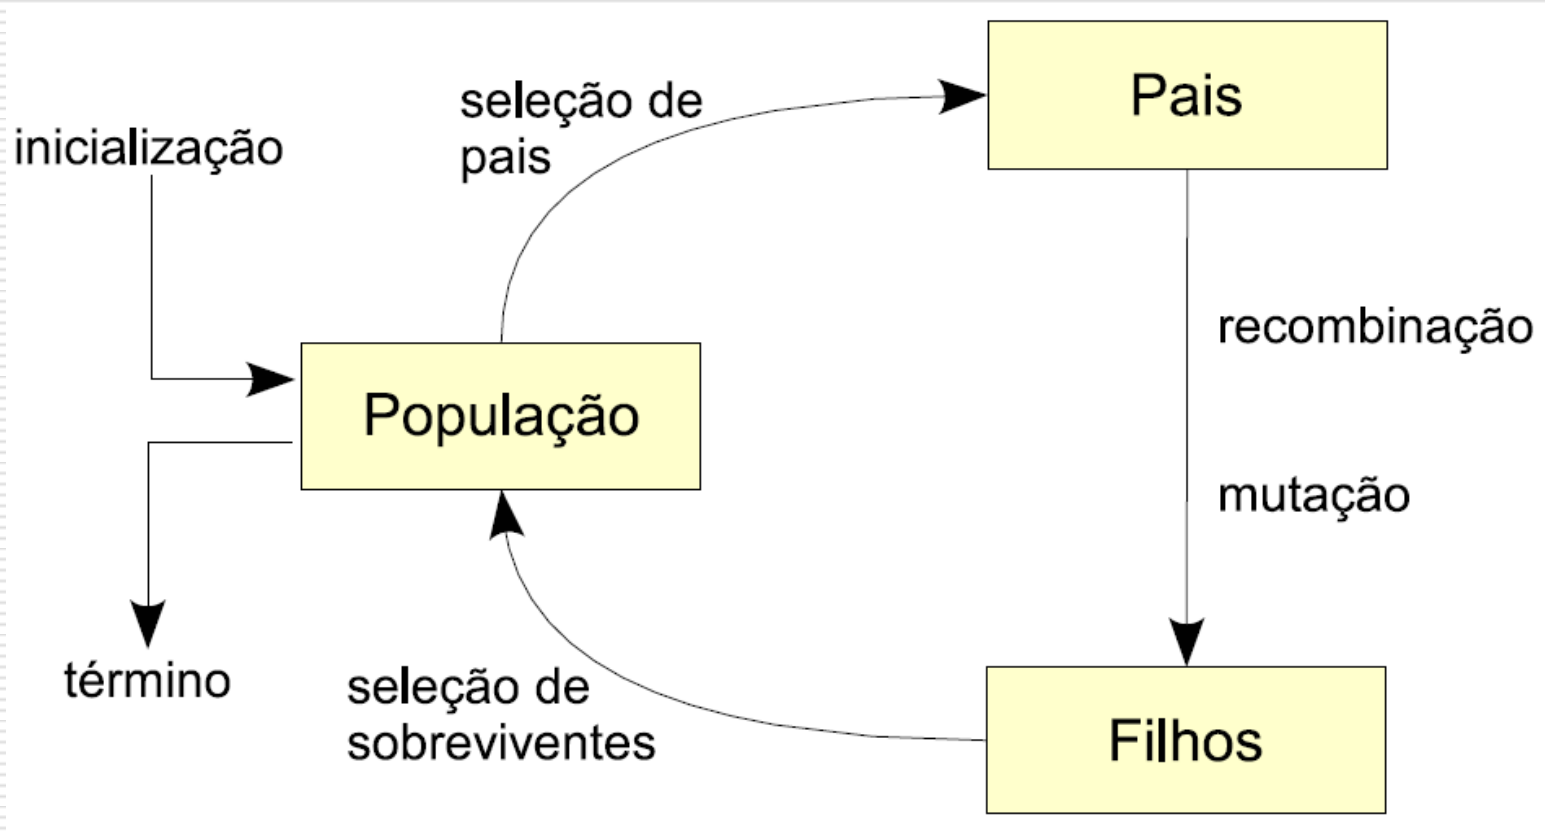 inicialização
seleção de
pais
Pais
recombinação
População
mutação
término
seleção de
sobreviventes
Filhos